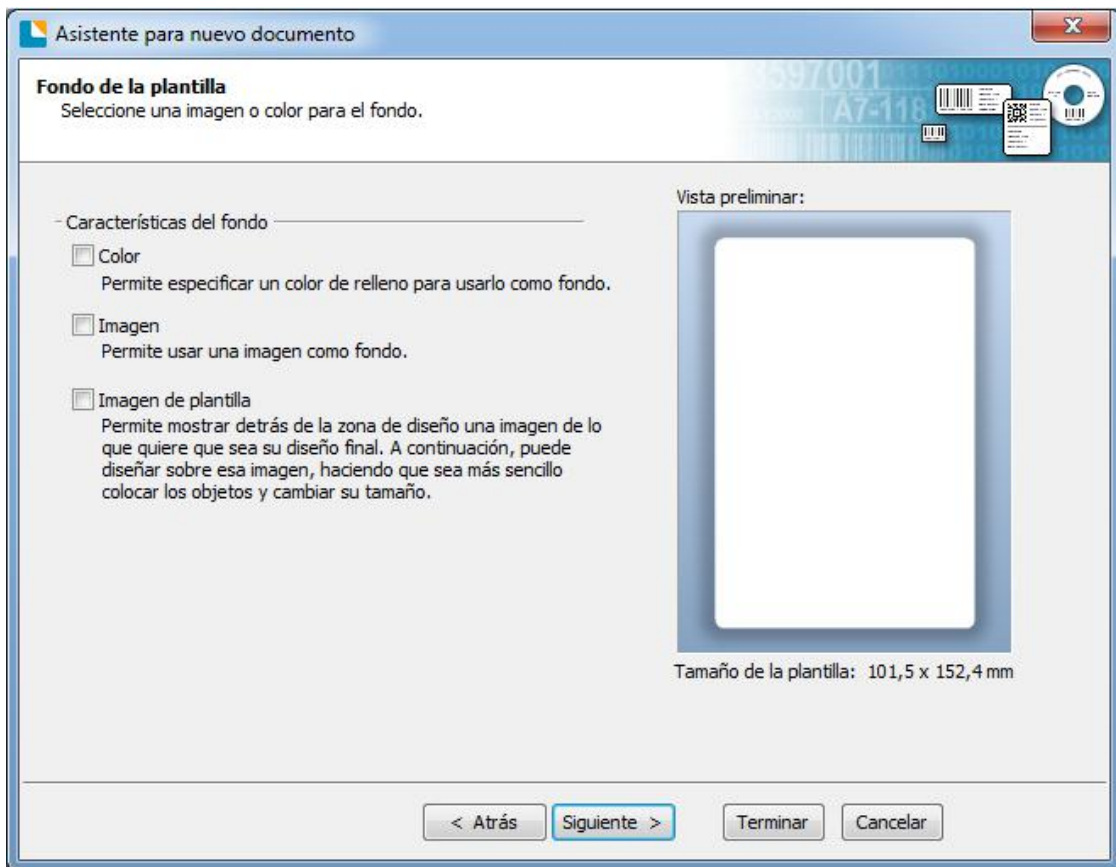 Asistente para nuevo documento
Fondo de la plantilla
Seleccione una imagen o color para el fondo.
3597001
A7-118
Características del fondo
Color
Permite especificar un color de relleno para usarlo como fondo.
Imagen
Permite usar una imagen como fondo.
Imagen de plantilla
Permite mostrar detrás de la zona de diseño una imagen de lo
que quiere que sea su diseño final. A continuación, puede
diseñar sobre esa imagen, haciendo que sea más sencillo
colocar los objetos y cambiar su tamaño.
Vista preliminar:
Tamaño de la plantilla: 101,5 x 152,4 mm
< Atrás
Siguiente >
Terminar
Cancelar